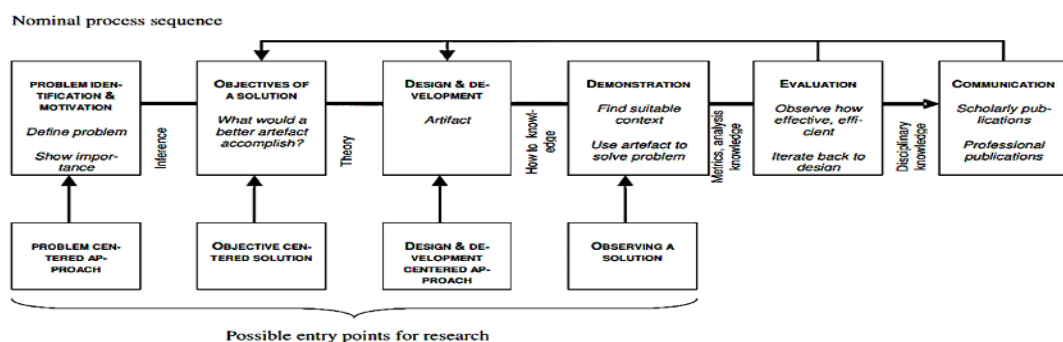 Nominal process sequence
PROBLEM IDEN-
TIFICATION &
MOTIVATION
Define problem
Show impor-
tance
Inference
OBJECTIVES OF
A SOLUTION
What would a
better artefact
accomplish?
Theory
DESIGN &
DEVELOPMENT
Artifact
How to knowl-
edge
DEMONSTRATION
Find suitable
context
Use artefact to
solve problem
Metrics, analysis
knowledge
EVALUATION
Observe how
effective, effi-
cient
Iterate back to
design
Disciplinary
knowledge
COMMUNICATION
Scholarly pub-
lications
Professional
publications
PROBLEM CEN-
TERED AP-
PROACH
OBJECTIVE CEN-
TERED SOLUTION
DESIGN & DE-
VELOPMENT
CENTERED AP-
PROACH
OBSERVING A
SOLUTION
Possible entry points for research